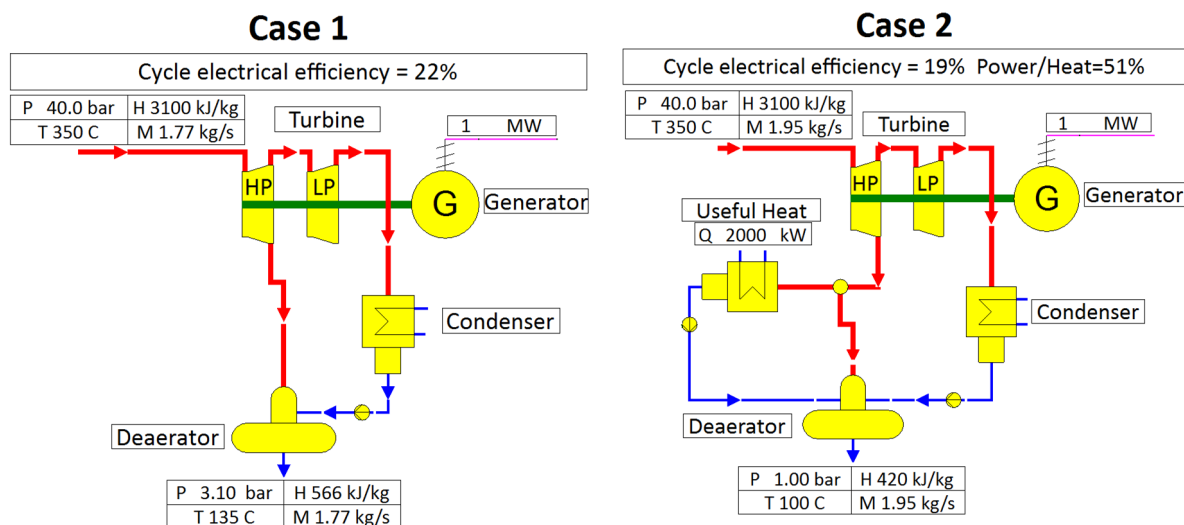 Case 1
Cycle electrical efficiency = 22%
P 40.0 bar H 3100 kJ/kg
T 350 C M 1.77 kg/s
Turbine
1 MW
HP LP
G
Generator
Condenser
Deaerator
P 3.10 bar H 566 kJ/kg
T 135 C M 1.77 kg/s
Case 2
Cycle electrical efficiency = 19% Power/Heat=51%
P 40.0 bar H 3100 kJ/kg
T 350 C M 1.95 kg/s
Turbine
1 MW
HP LP
G
Generator
Useful Heat
Q 2000 kW
Condenser
Deaerator
P 1.00 bar H 420 kJ/kg
T 100 C M 1.95 kg/s